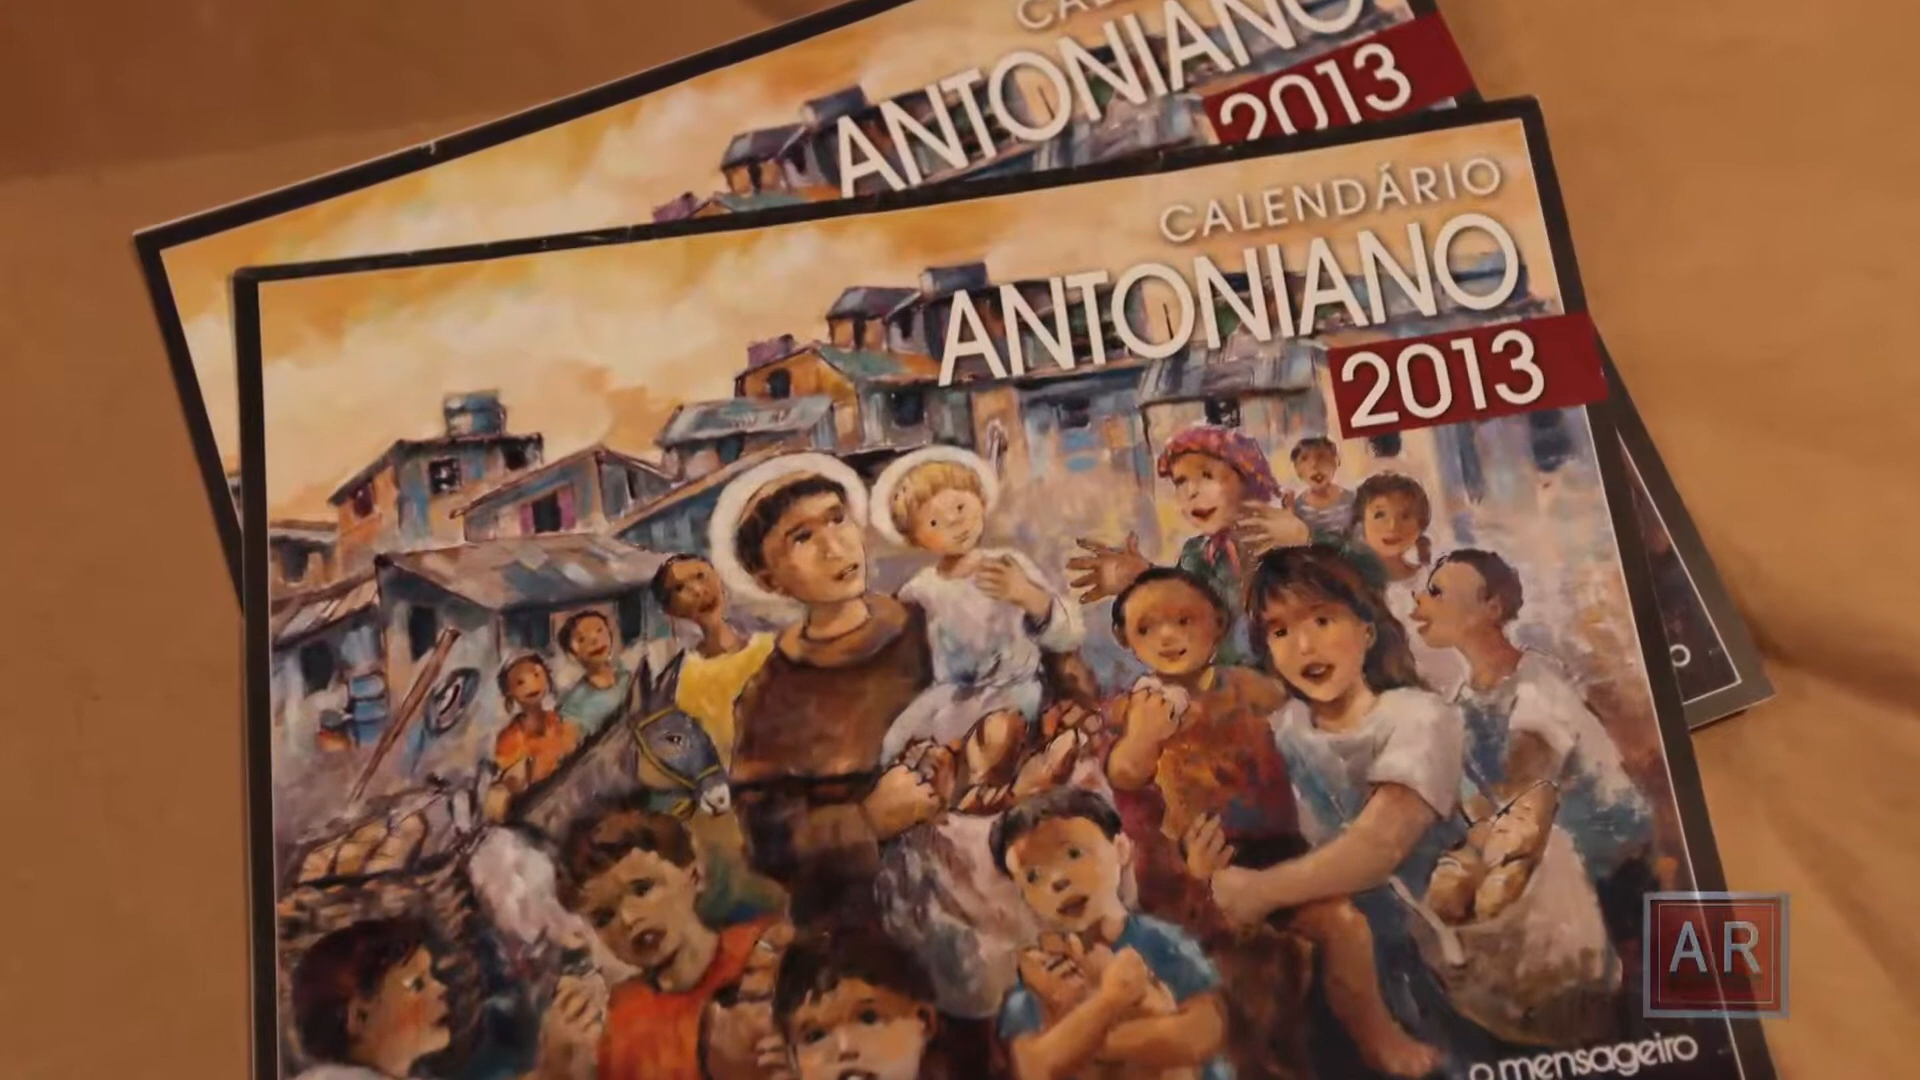 ANTONIANO
2013
CALENDÁRIO
ANTONIANO
2013
AR
o mensageiro